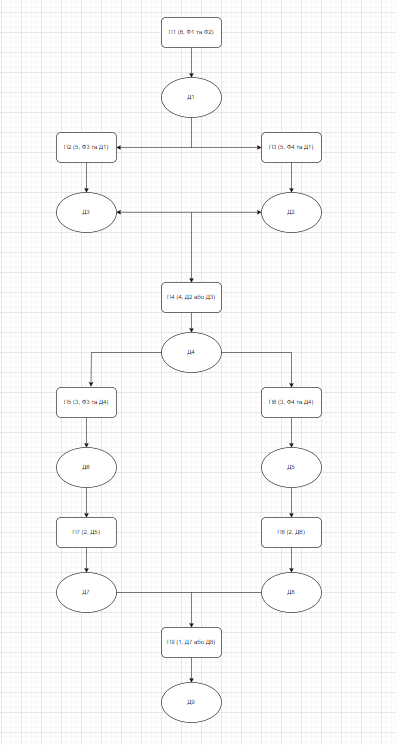 П1 (6, Ф1 та Ф2)
Д1
П2 (5, Ф3 та Д1)
П3 (5, Ф4 та Д1)
Д3
Д2
П4 (4, Д2 або Д3)
Д4
П5 (3, Ф3 та Д4)
П6 (3, Ф4 та Д4)
Д6
Д5
П7 (2, Д5)
П8 (2, Д6)
Д7
Д8
П9 (1, Д7 або Д8)
Д9